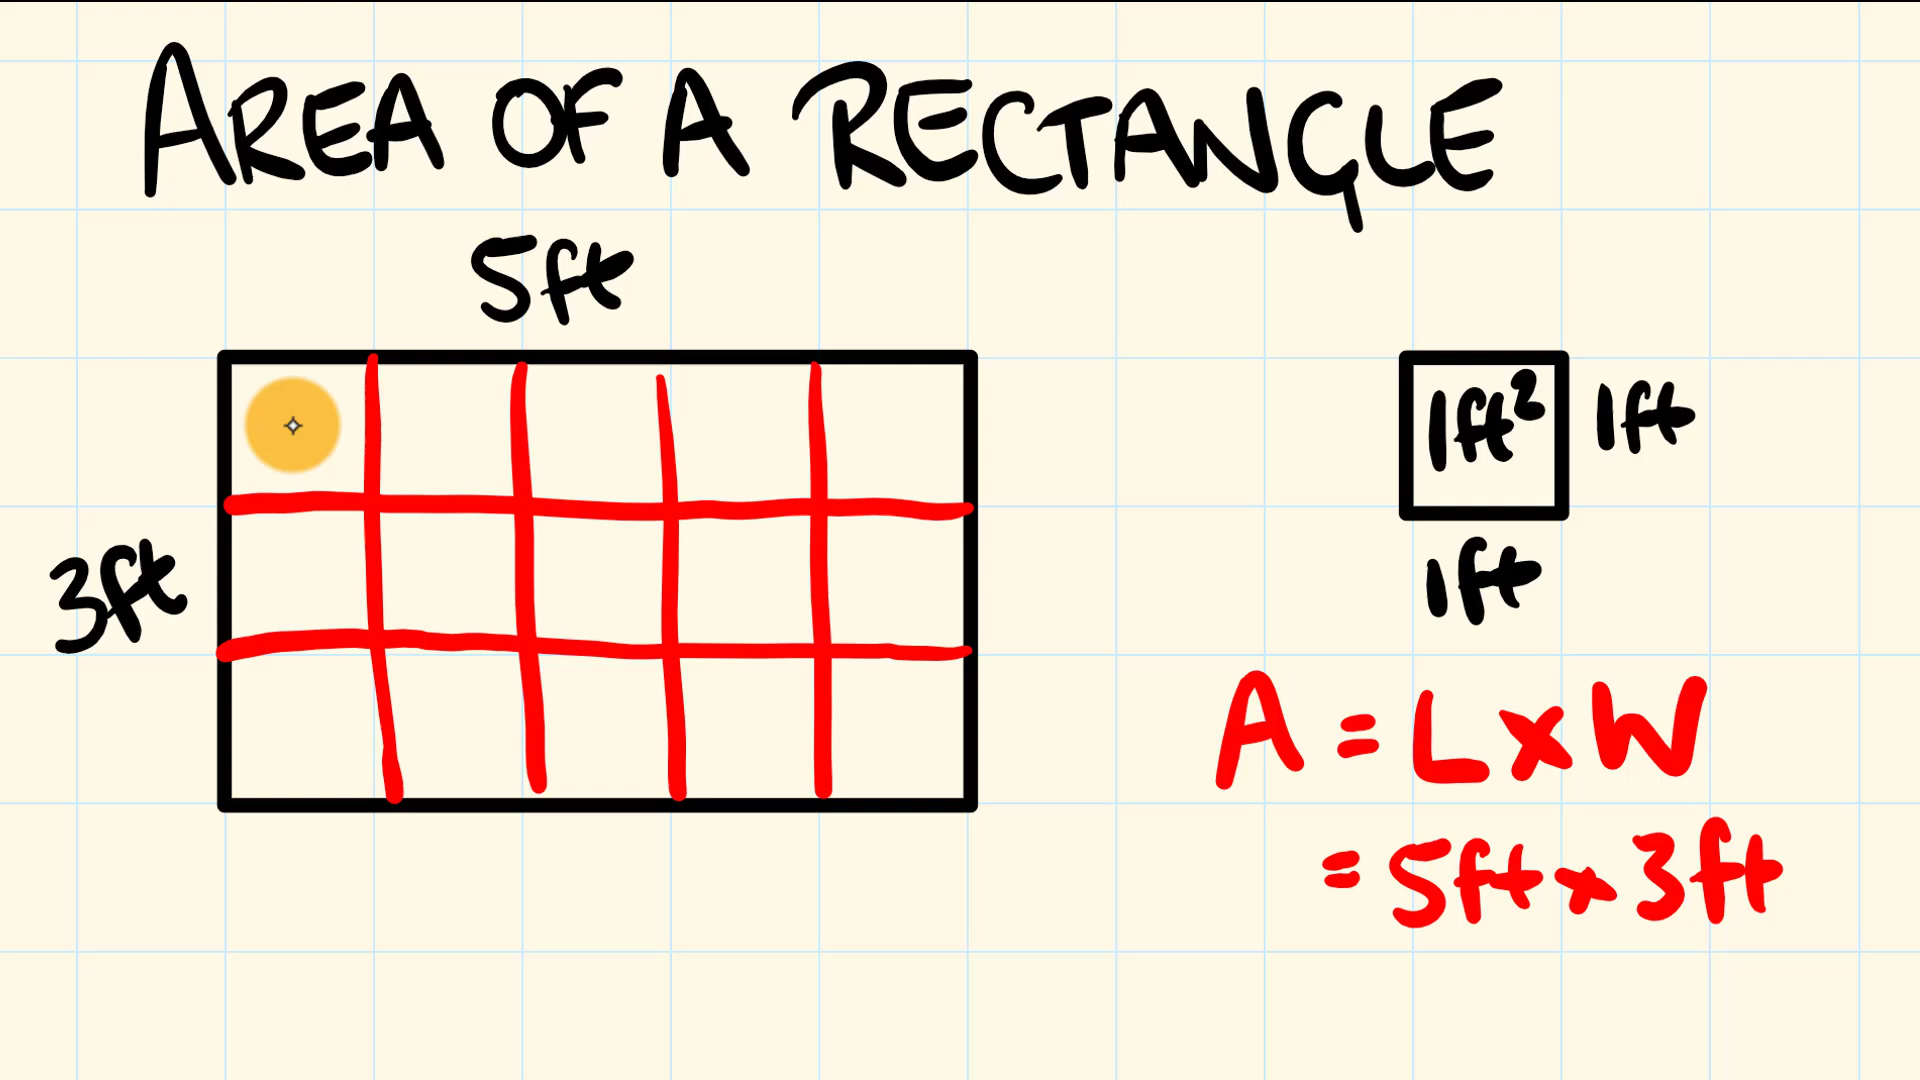 AREA OF A RECTANGLE
5ft
3ft
1ft²
1ft
1ft
A = L x W
= 5ft x 3ft